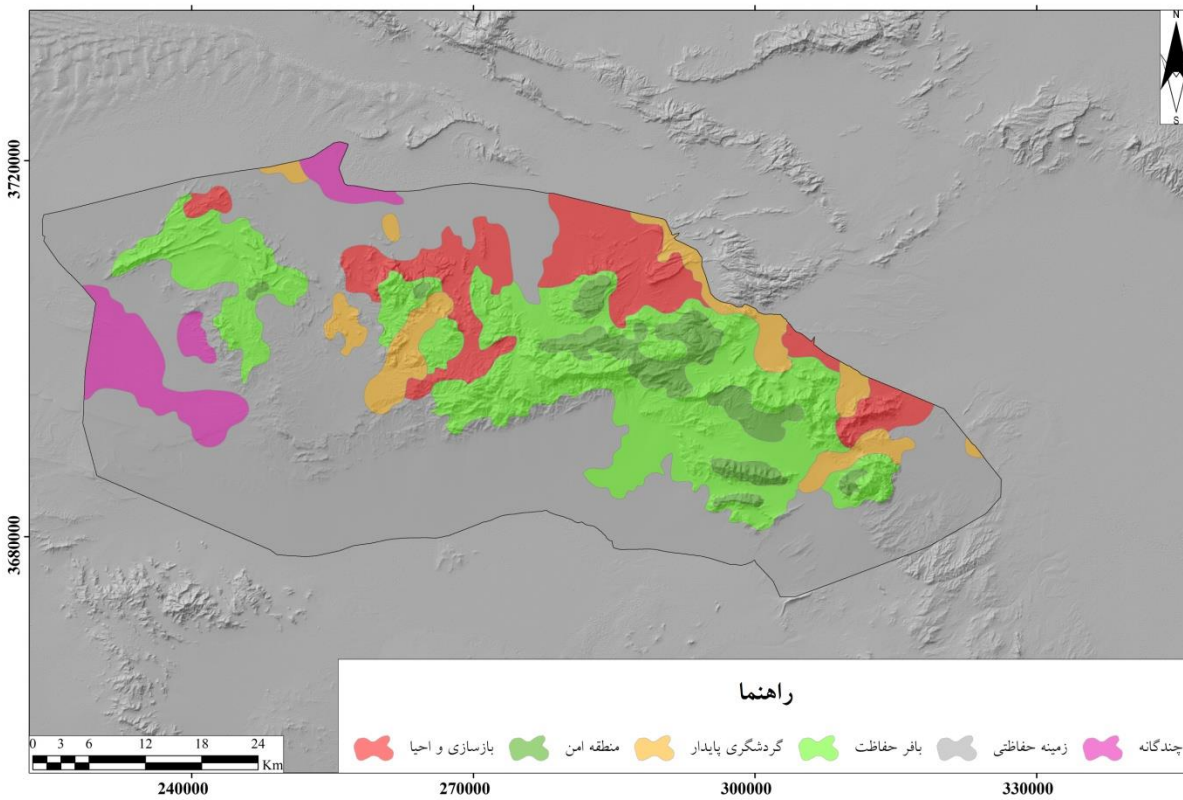 N
S
3720000
3680000
راهنما
بازسازی و احیا
منطقه امن
گردشگری پایدار
بافر حفاظت
زمینه حفاظتی
چندگانه
0 3 6 12 18 24
Km
240000 270000 300000 330000